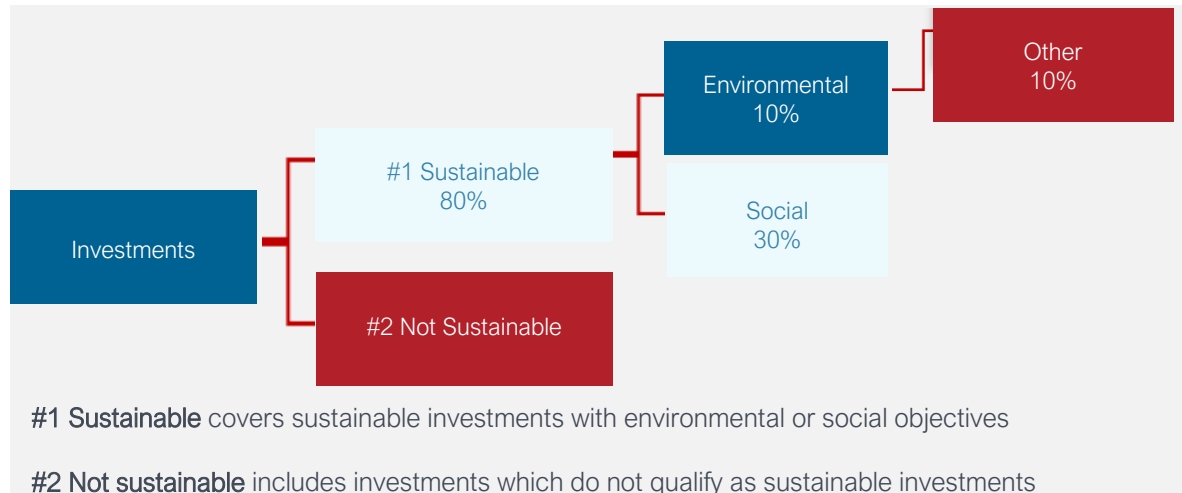 Other
10%
Environmental
10%
#1 Sustainable
80%
Social
30%
Investments
#2 Not Sustainable
#1 Sustainable covers sustainable investments with environmental or social objectives
#2 Not sustainable includes investments which do not qualify as sustainable investments